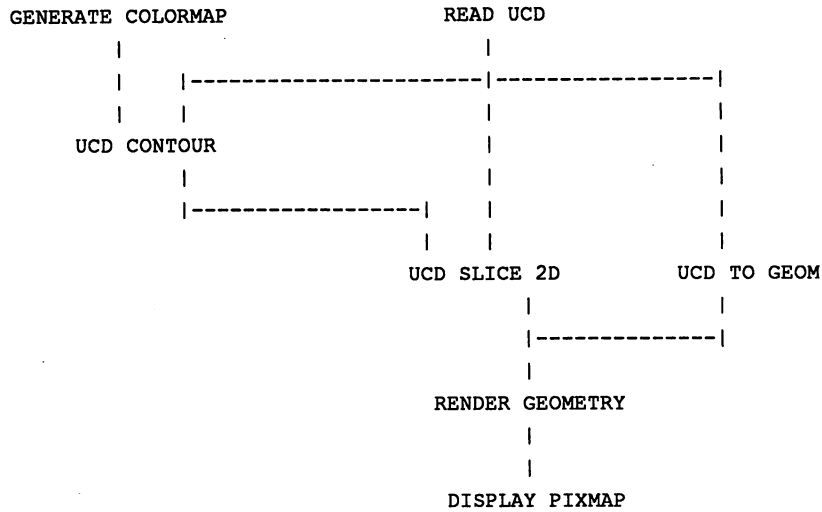 GENERATE COLORMAP READ UCD
UCD CONTOUR
UCD SLICE 2D UCD TO GEOM
RENDER GEOMETRY
DISPLAY PIXMAP